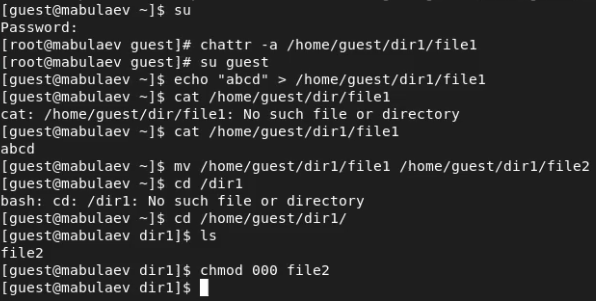 [guest@mabulaev ~]$ su
Password:
[root@mabulaev guest]# chattr -a /home/guest/dir1/file1
[root@mabulaev guest]# su guest
[guest@mabulaev ~]$ echo "abcd" > /home/guest/dir1/file1
[guest@mabulaev ~]$ cat /home/guest/dir/file1
cat: /home/guest/dir/file1: No such file or directory
[guest@mabulaev ~]$ cat /home/guest/dir1/file1
abcd
[guest@mabulaev ~]$ mv /home/guest/dir1/file1 /home/guest/dir1/file2
[guest@mabulaev ~]$ cd /dir1
bash: cd: /dir1: No such file or directory
[guest@mabulaev ~]$ cd /home/guest/dir1/
[guest@mabulaev dir1]$ ls
file2
[guest@mabulaev dir1]$ chmod 000 file2
[guest@mabulaev dir1]$